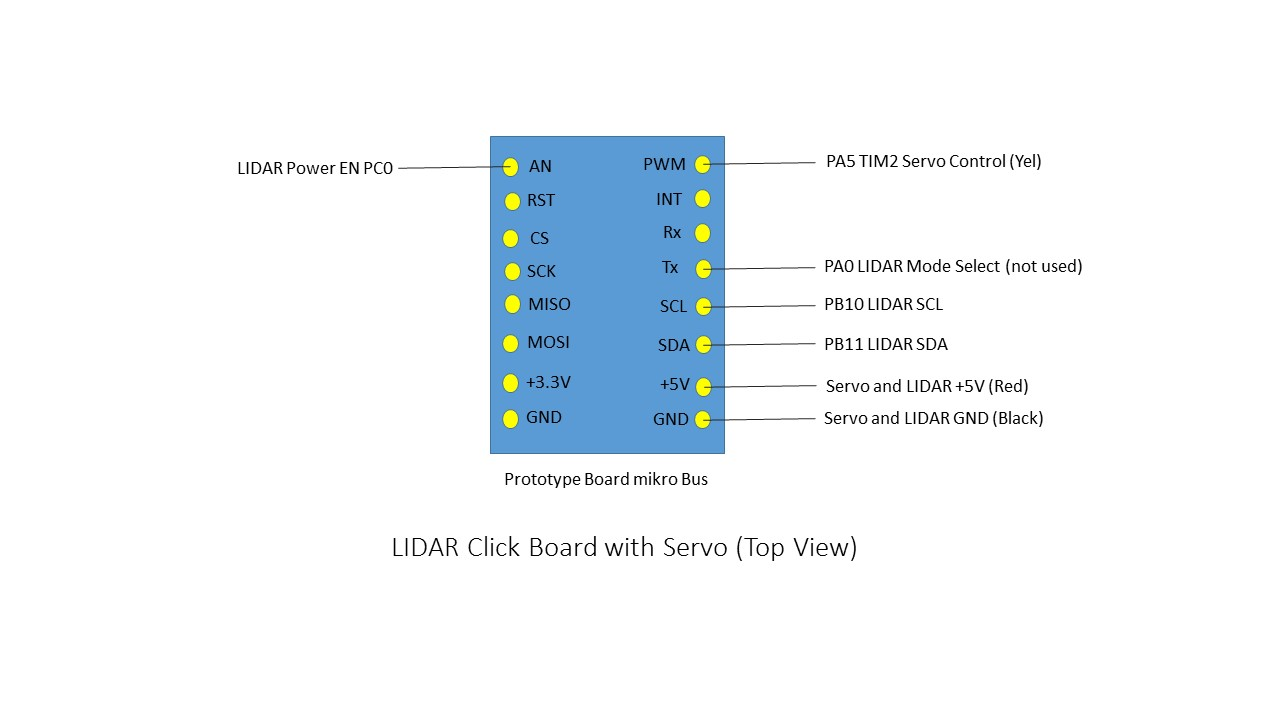 LIDAR Power EN PC0
AN
PWM
PA5 TIM2 Servo Control (Yel)
RST
INT
CS
Rx
SCK
Tx
PA0 LIDAR Mode Select (not used)
MISO
SCL
PB10 LIDAR SCL
MOSI
SDA
PB11 LIDAR SDA
+3.3V
+5V
Servo and LIDAR +5V (Red)
GND
GND
Servo and LIDAR GND (Black)
Prototype Board mikro Bus
LIDAR Click Board with Servo (Top View)